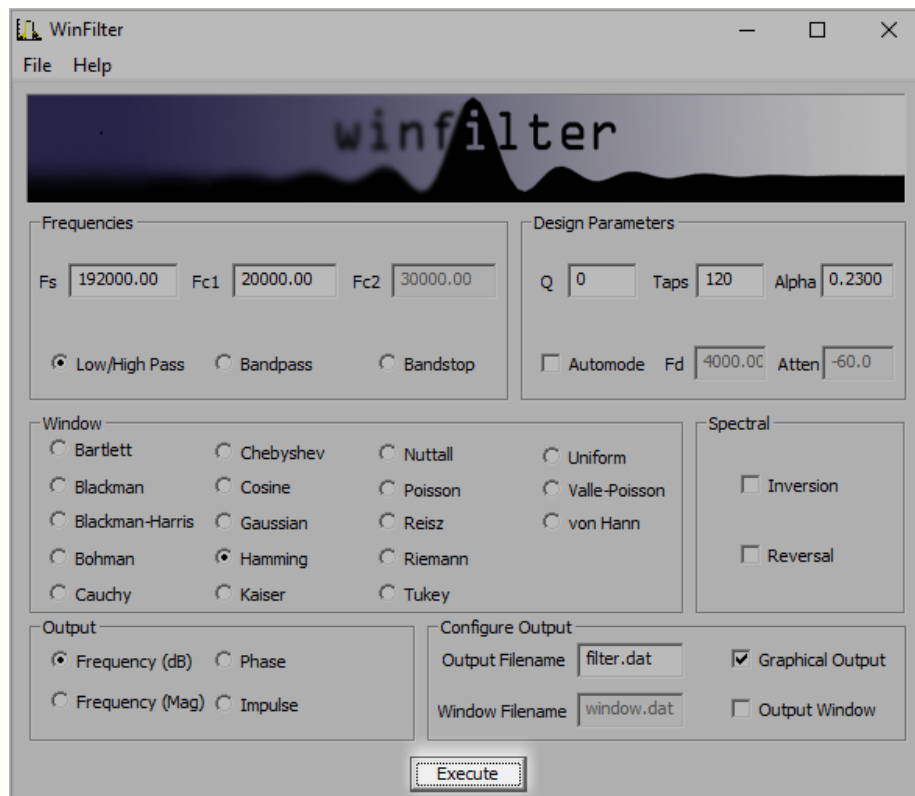 WinFilter
File Help
winfilter
Frequencies
Fs 192000.00 Fc1 20000.00 Fc2 30000.00
Low/High Pass Bandpass Bandstop
Design Parameters
Q 0 Taps 120 Alpha 0.2300
Automode Fd 4000.00 Atten -60.0
Window
Bartlett Chebyshev Nuttall Uniform
Blackman Cosine Poisson Valle-Poisson
Blackman-Harris Gaussian Reisz von Hann
Bohman Hamming Riemann
Cauchy Kaiser Tukey
Spectral
Inversion
Reversal
Output
Frequency (dB) Phase
Frequency (Mag) Impulse
Configure Output
Output Filename filter.dat Graphical Output
Window Filename window.dat Output Window
Execute